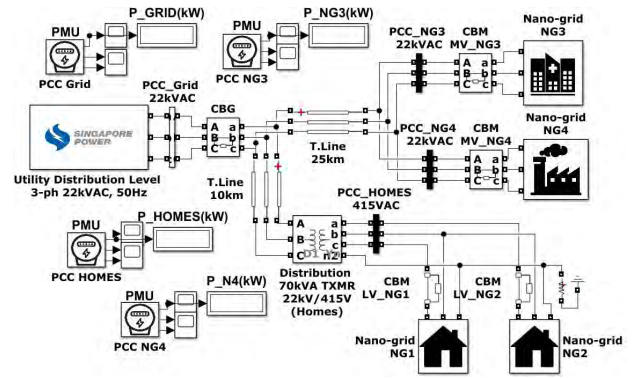 PMU
P_GRID(kW)
PCC Grid
PMU
P_NG3(kW)
PCC NG3
PCC_NG3
22kVAC
CBM
MV_NG3
Nano-grid
NG3
A a
B b
C c
PCC_Grid
22kVAC
CBG
A a
B b
C c
SINGAPORE
POWER
Utility Distribution Level
3-ph 22kVAC, 50Hz
T.Line
25km
T.Line
10km
PCC_NG4
22kVAC
CBM
MV_NG4
Nano-grid
NG4
A a
B b
C c
PCC_HOMES
415VAC
A a
B b
C c
n2
Distribution
70kVA TXMR
22kV/415V
(Homes)
PMU
P_HOMES(kW)
PCC HOMES
PMU
P_N4(kW)
PCC NG4
CBM
LV_NG1
CBM
LV_NG2
Nano-grid
NG1
Nano-grid
NG2